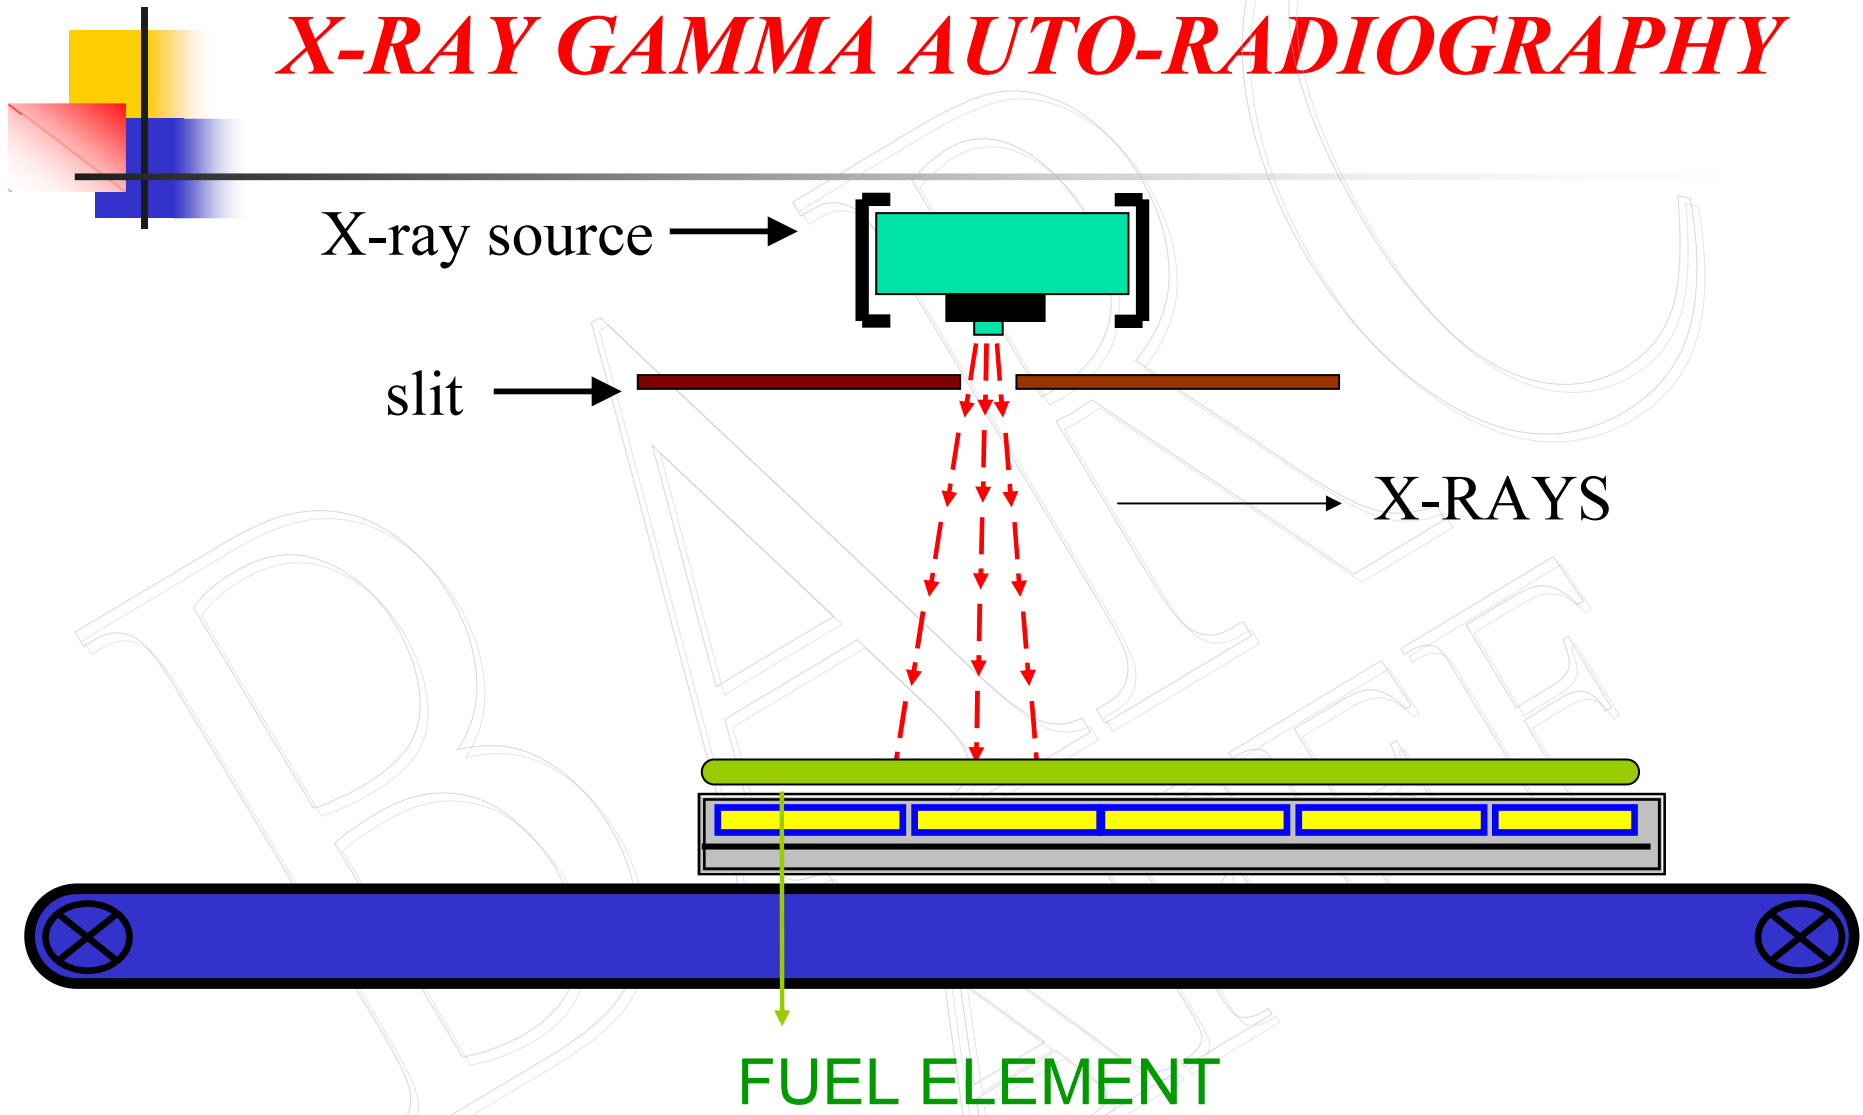 X-RAY GAMMA AUTO-RADIOGRAPHY
X-ray source
slit
X-RAYS
FUEL ELEMENT